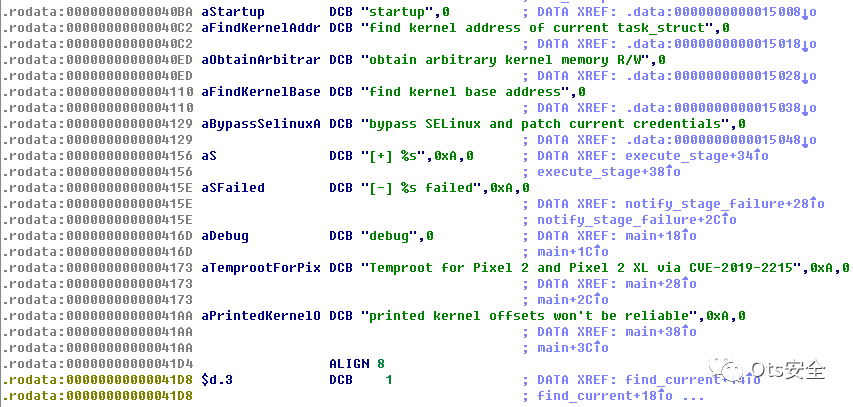 .rodata:00000000000040BA aStartup DCB "startup",0 ; DATA XREF: .data:0000000000015008↓o
.rodata:00000000000040C2 aFindKernelAddr DCB "find kernel address of current task_struct",0
.rodata:00000000000040C2 ; DATA XREF: .data:0000000000015018↓o
.rodata:00000000000040ED aObtainArbitrar DCB "obtain arbitrary kernel memory R/W",0
.rodata:00000000000040ED ; DATA XREF: .data:0000000000015028↓o
.rodata:0000000000004110 aFindKernelBase DCB "find kernel base address",0
.rodata:0000000000004110 ; DATA XREF: .data:0000000000015038↓o
.rodata:0000000000004129 aBypassSelinuxA DCB "bypass SELinux and patch current credentials",0
.rodata:0000000000004129 ; DATA XREF: .data:0000000000015048↓o
.rodata:0000000000004156 aS DCB "[+] %s",0xA,0 ; DATA XREF: execute_stage+34↑o
.rodata:0000000000004156 ; execute_stage+38↑o
.rodata:000000000000415E aSFailed DCB "[-] %s failed",0xA,0
.rodata:000000000000415E ; DATA XREF: notify_stage_failure+28↑o
.rodata:000000000000415E ; notify_stage_failure+2C↑o
.rodata:000000000000416D aDebug DCB "debug",0 ; DATA XREF: main+18↑o
.rodata:000000000000416D ; main+1C↑o
.rodata:0000000000004173 aTemprootForPix DCB "Temproot for Pixel 2 and Pixel 2 XL via CVE-2019-2215",0xA,0
.rodata:0000000000004173 ; DATA XREF: main+28↑o
.rodata:0000000000004173 ; main+2C↑o
.rodata:00000000000041AA aPrintedKernelO DCB "printed kernel offsets won't be reliable",0xA,0
.rodata:00000000000041AA ; DATA XREF: main+38↑o
.rodata:00000000000041AA ; main+3C↑o
.rodata:00000000000041D4 ALIGN 8
.rodata:00000000000041D8 $d.3 DCB 1 ; DATA XREF: find_current+14↑o
.rodata:00000000000041D8 ; find_current+18↑o ...
Ots安全